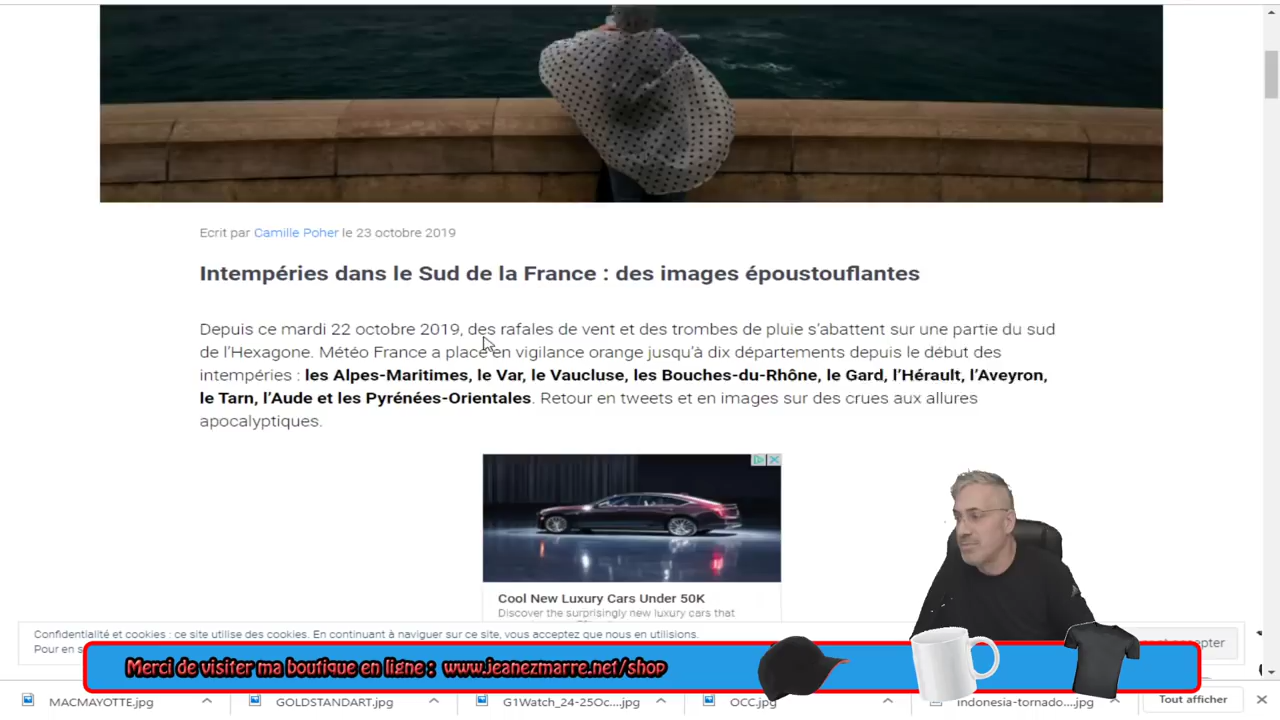 Ecrit par Camille Poher le 23 octobre 2019
Intempéries dans le Sud de la France : des images époustouflantes
Depuis ce mardi 22 octobre 2019, des rafales de vent et des trombes de pluie s’abattent sur une partie du sud
de l’Hexagone. Météo France a placé en vigilance orange jusqu’à dix départements depuis le début des
intempéries : les Alpes-Maritimes, le Var, le Vaucluse, les Bouches-du-Rhône, le Gard, l’Hérault, l’Aveyron,
le Tarn, l’Aude et les Pyrénées-Orientales. Retour en tweets et en images sur des crues aux allures
apocalyptiques.
Cool New Luxury Cars Under 50K
Discover the surprisingly new luxury cars that
Confidentialité et cookies : ce site utilise des cookies. En continuant à naviguer sur ce site, vous acceptez que nous en utilisions.
Pour en s
accepter
Merci de visiter ma boutique en ligne : www.jeanezmarre.net/shop
MACMAYOTTE.jpg
GOLDSTANDART.jpg
G1Watch_24-25Oc....jpg
OCC.jpg
Indonesia-tornado....jpg
Tout afficher